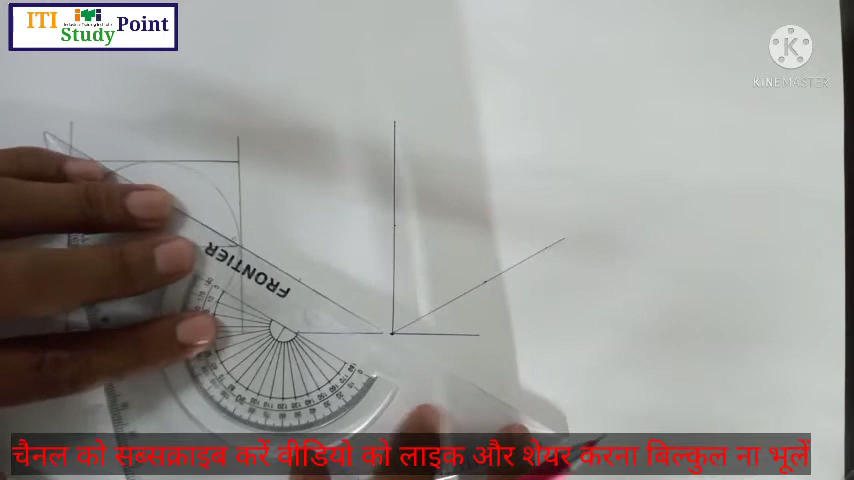 ITI
Study Point
KINEMASTER
FRONTIER
चैनल को सब्सक्राइब करें वीडियो को लाइक और शेयर करना बिल्कुल ना भूलें